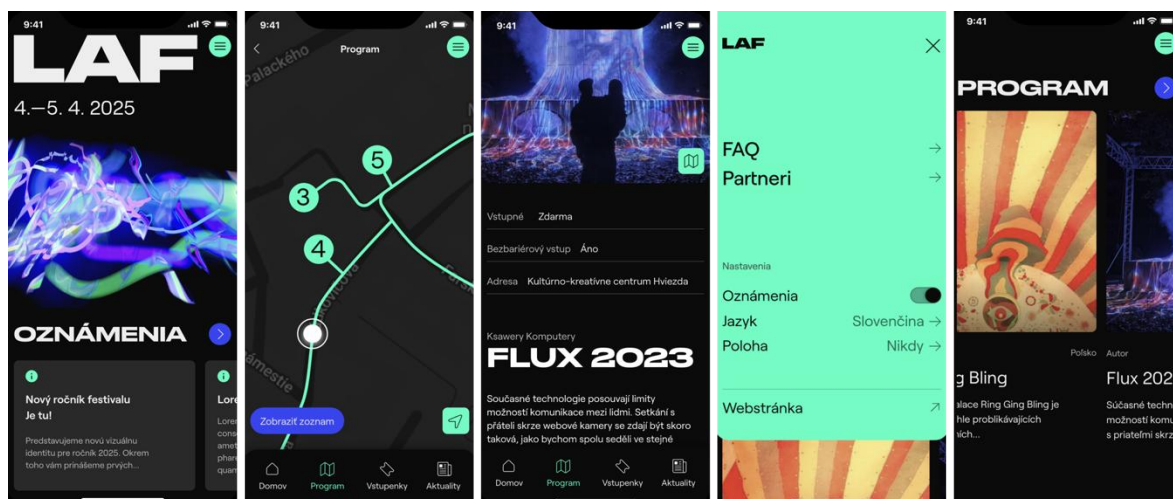 9:41
LAF
4.—5. 4. 2025
OZNÁMENIA
Nový ročník festivalu
Je tu!
Predstavujeme novú vizuálnu
identitu pre ročník 2025. Okrem
toho vám prinášame prvých...
9:41
Program
Palackého
5
3
4
Zobraziť zoznam
Domov
Program
Vstupenky
Aktuality
9:41
Vstupné Zdarma
Bezbariérový vstup Áno
Adresa Kultúrno-kreatívne centrum Hviezda
Ksawery Komputery
FLUX 2023
Současné technologie posouvají limity
možností komunikace mezi lidmi. Setkání s
přáteli skrze webové kamery se zdají být skoro
taková, jako bychom spolu seděli ve stejné
Domov
Program
Vstupenky
Aktuality
LAF
FAQ
Partneri
Nastavenia
Oznámenia
Jazyk Slovenčina
Poloha Nikdy
Webstránka
9:41
PROGRAM
Poľsko
g Bling
alace Ring Ging Bling je
hle problikávajících
ních...
Autor
Flux 202
Súčasné techn
možností komu
s priateľmi skrz